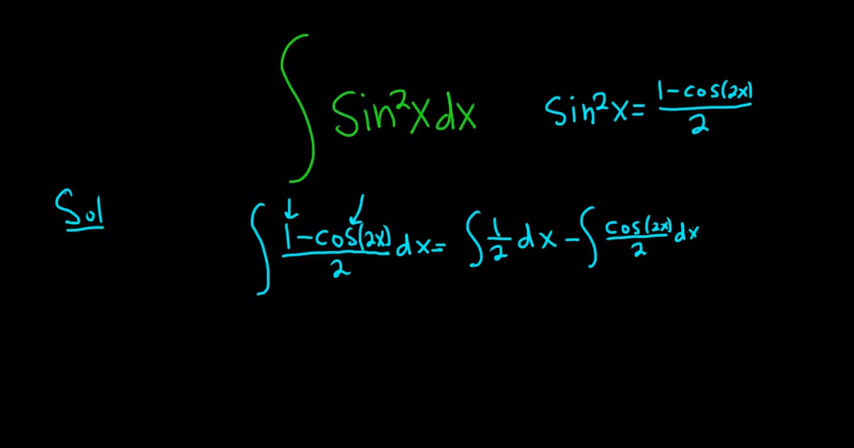 ∫ Sin²x dx    Sin²x = (1-cos(2x))/2
Sol    ∫ (1-cos(2x))/2 dx = ∫ 1/2 dx - ∫ cos(2x)/2 dx